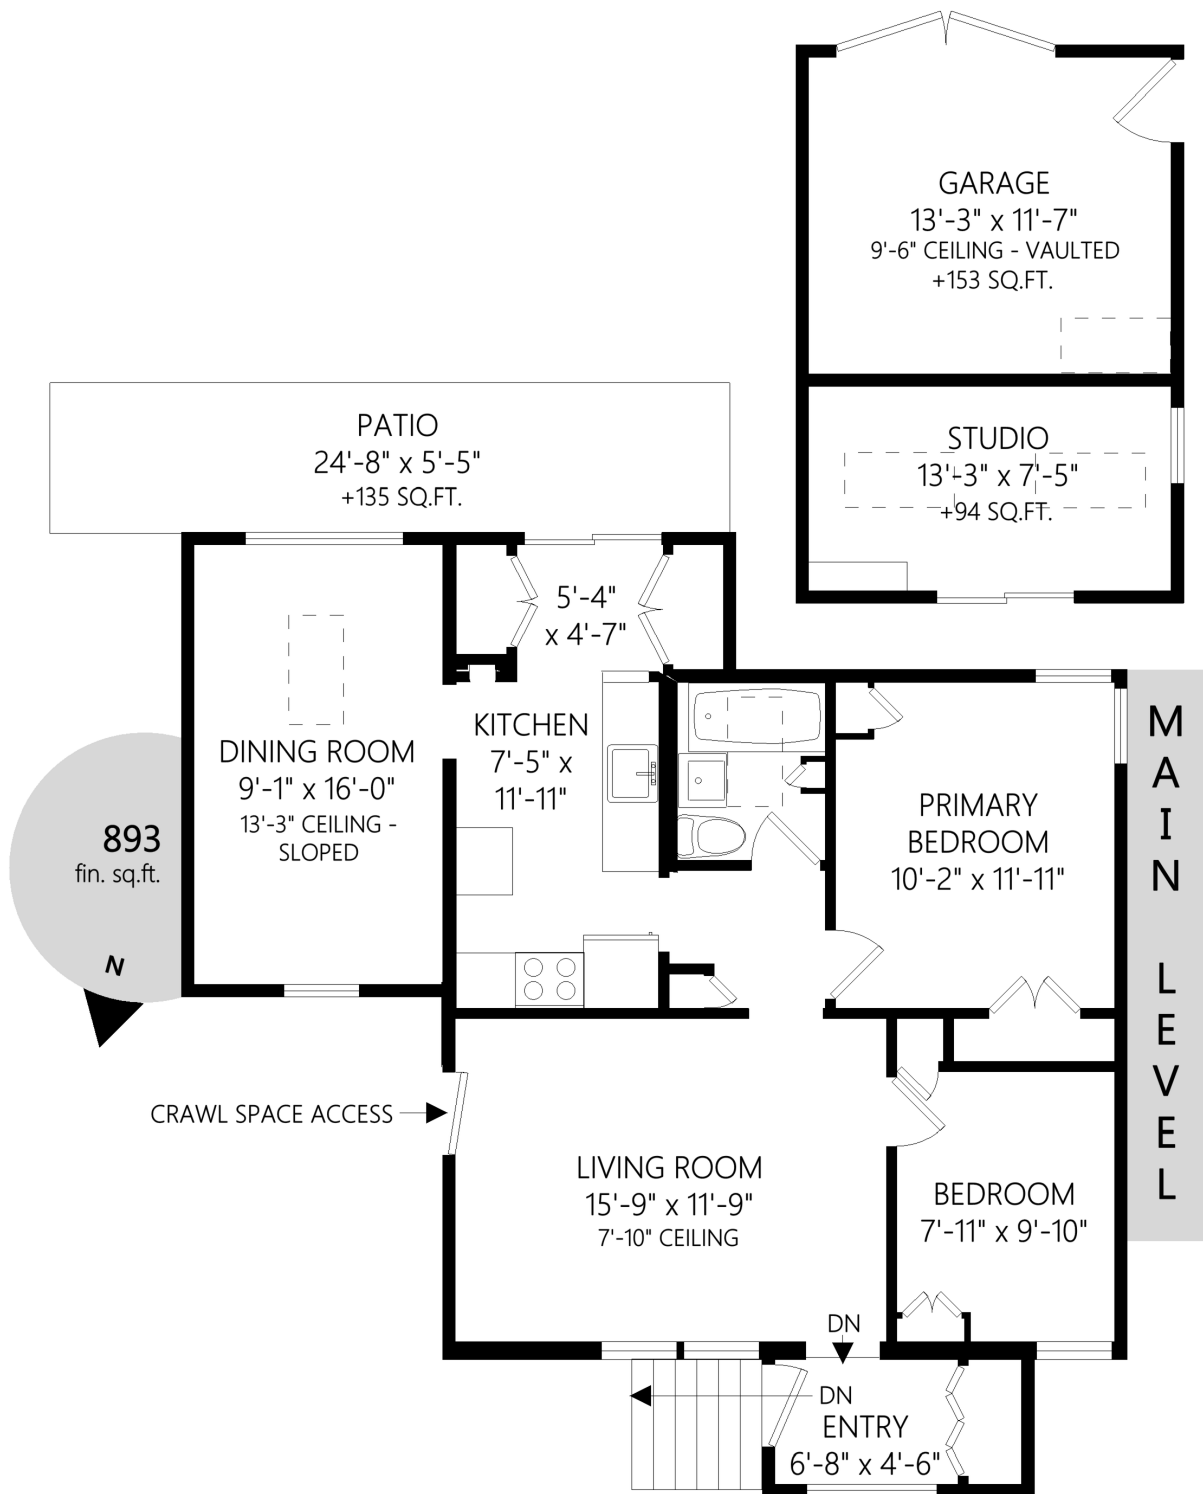 GARAGE
13'-3" x 11'-7"
9'-6" CEILING - VAULTED
+153 SQ.FT.
STUDIO
13'-3" x 7'-5"
+94 SQ.FT.
PATIO
24'-8" x 5'-5"
+135 SQ.FT.
5'-4"
x 4'-7"
KITCHEN
7'-5" x
11'-11"
DINING ROOM
9'-1" x 16'-0"
13'-3" CEILING -
SLOPED
893
fin. sq.ft.
N
PRIMARY
BEDROOM
10'-2" x 11'-11"
MAIN LEVEL
CRAWL SPACE ACCESS
LIVING ROOM
15'-9" x 11'-9"
7'-10" CEILING
BEDROOM
7'-11" x 9'-10"
DN
DN
ENTRY
6'-8" x 4'-6"